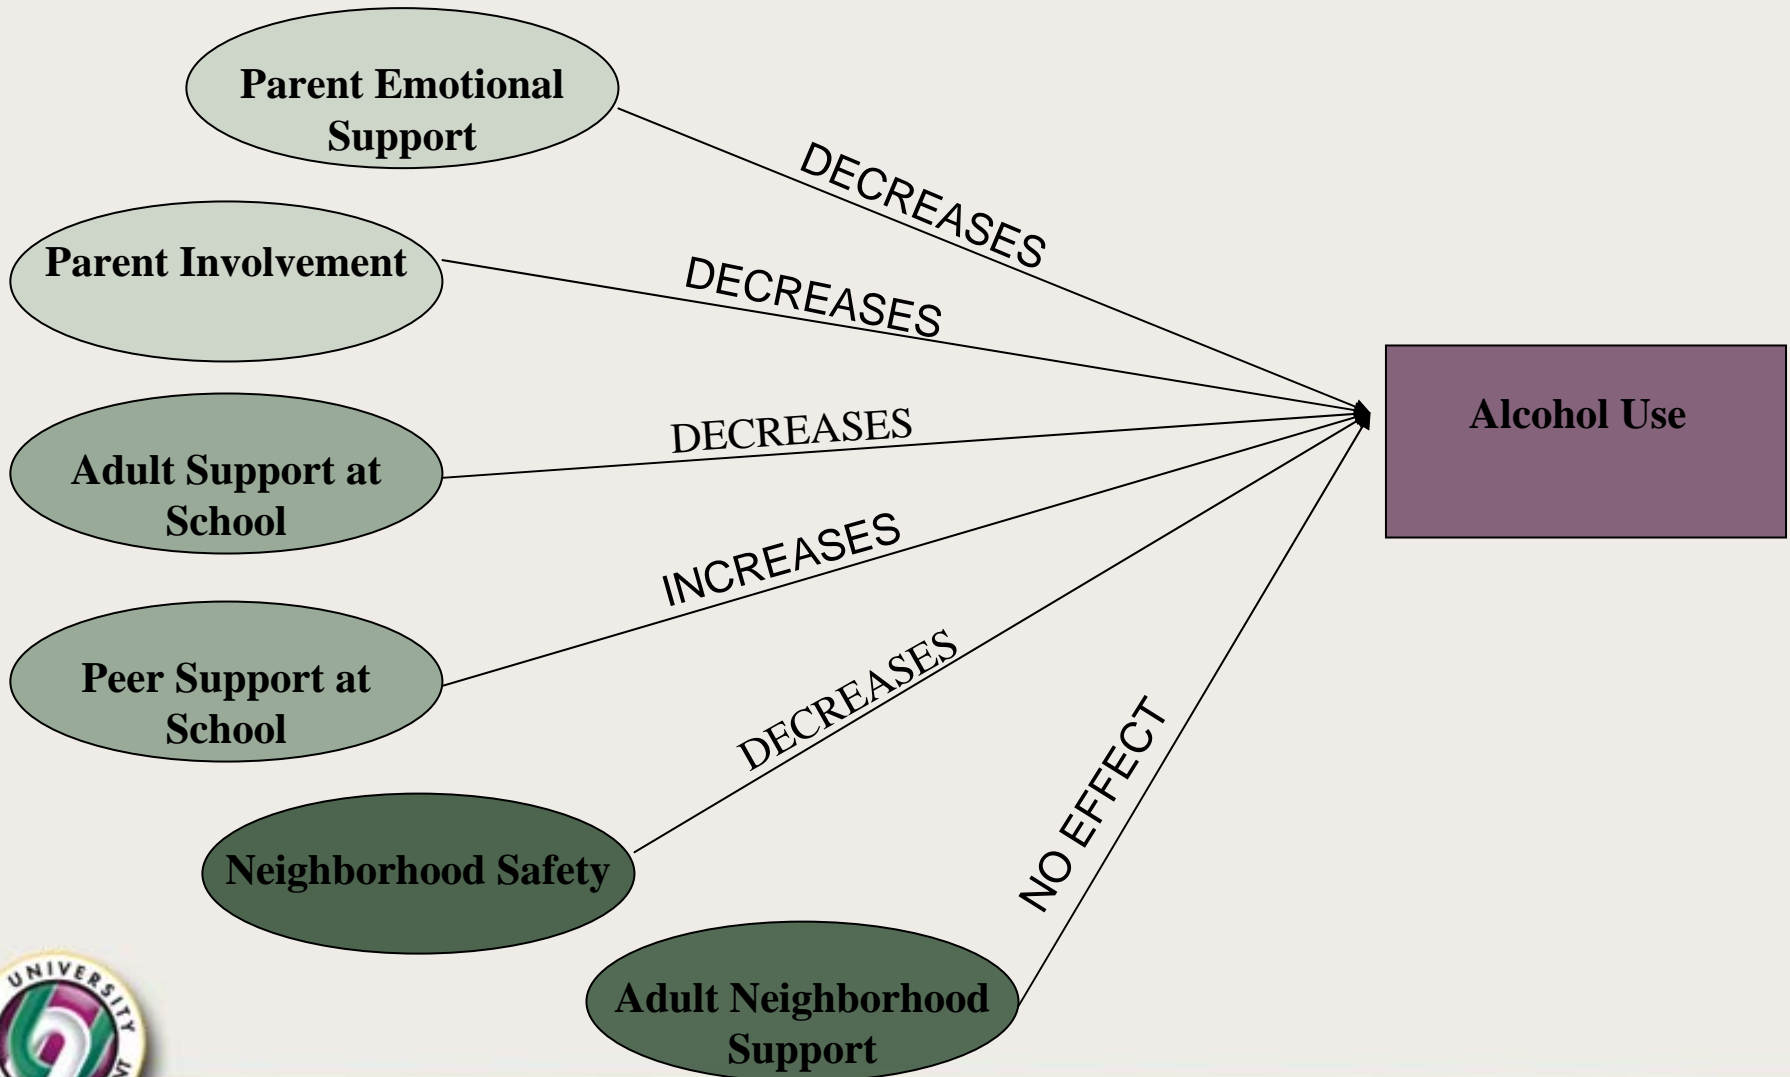 Parent Emotional
Support
DECREASES
Parent Involvement
DECREASES
Adult Support at
School
DECREASES
Alcohol Use
Peer Support at
School
INCREASES
Neighborhood Safety
DECREASES
Adult Neighborhood
Support
NO EFFECT
UNIVERSITY